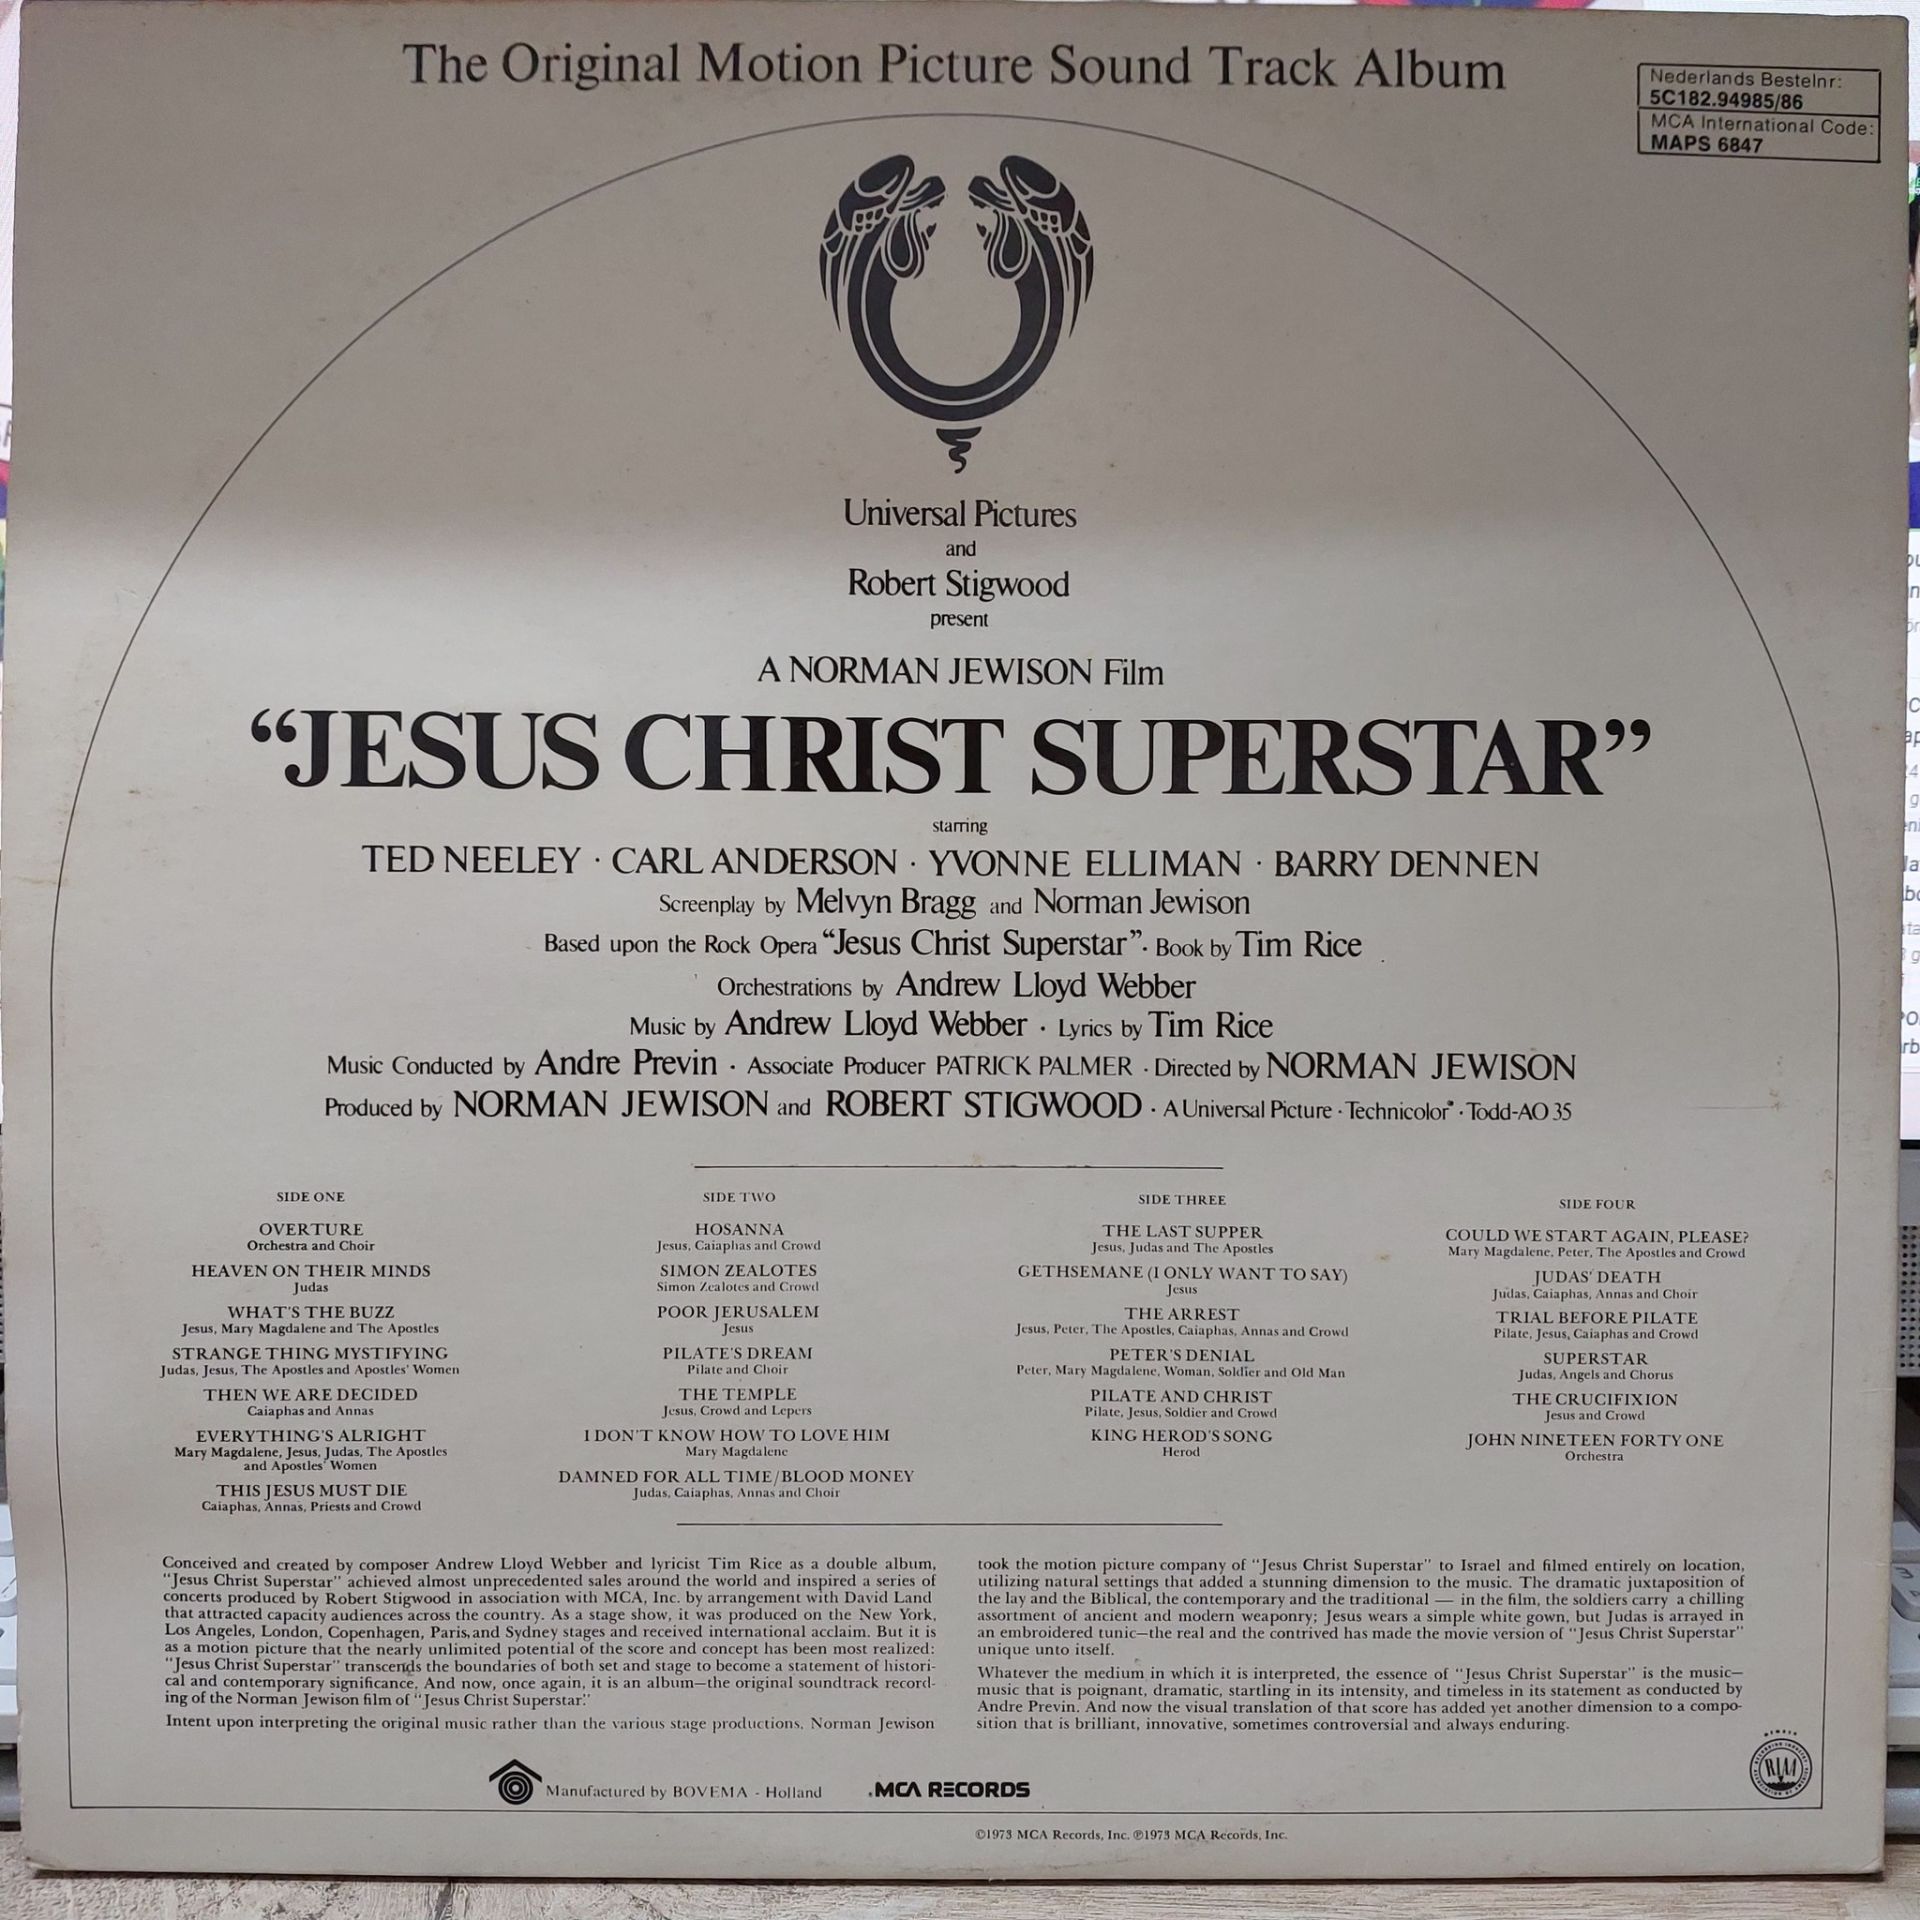 The Original Motion Picture Sound Track Album
Nederlands Bestelnr:
5C182.94985/86
MCA International Code:
MAPS 6847
Universal Pictures
and
Robert Stigwood
present
A NORMAN JEWISON Film
“JESUS CHRIST SUPERSTAR”
starring
TED NEELEY · CARL ANDERSON · YVONNE ELLIMAN · BARRY DENNEN
Screenplay by Melvyn Bragg and Norman Jewison
Based upon the Rock Opera “Jesus Christ Superstar”· Book by Tim Rice
Orchestrations by Andrew Lloyd Webber
Music by Andrew Lloyd Webber · Lyrics by Tim Rice
Music Conducted by Andre Previn · Associate Producer PATRICK PALMER · Directed by NORMAN JEWISON
Produced by NORMAN JEWISON and ROBERT STIGWOOD · A Universal Picture · Technicolor® · Todd-AO 35
SIDE ONE
OVERTURE
Orchestra and Choir
HEAVEN ON THEIR MINDS
Judas
WHAT'S THE BUZZ
Jesus, Mary Magdalene and The Apostles
STRANGE THING MYSTIFYING
Judas, Jesus, The Apostles and Apostles' Women
THEN WE ARE DECIDED
Caiaphas and Annas
EVERYTHING'S ALRIGHT
Mary Magdalene, Jesus, Judas, The Apostles
and Apostles' Women
THIS JESUS MUST DIE
Caiaphas, Annas, Priests and Crowd
SIDE TWO
HOSANNA
Jesus, Caiaphas and Crowd
SIMON ZEALOTES
Simon Zealotes and Crowd
POOR JERUSALEM
Jesus
PILATE'S DREAM
Pilate and Choir
THE TEMPLE
Jesus, Crowd and Lepers
I DON'T KNOW HOW TO LOVE HIM
Mary Magdalene
DAMNED FOR ALL TIME/BLOOD MONEY
Judas, Caiaphas, Annas and Choir
SIDE THREE
THE LAST SUPPER
Jesus, Judas and The Apostles
GETHSEMANE (I ONLY WANT TO SAY)
Jesus
THE ARREST
Jesus, Peter, The Apostles, Caiaphas, Annas and Crowd
PETER'S DENIAL
Peter, Mary Magdalene, Woman, Soldier and Old Man
PILATE AND CHRIST
Pilate, Jesus, Soldier and Crowd
KING HEROD'S SONG
Herod
SIDE FOUR
COULD WE START AGAIN, PLEASE?
Mary Magdalene, Peter, The Apostles and Crowd
JUDAS' DEATH
Judas, Caiaphas, Annas and Choir
TRIAL BEFORE PILATE
Pilate, Jesus, Caiaphas and Crowd
SUPERSTAR
Judas, Angels and Chorus
THE CRUCIFIXION
Jesus and Crowd
JOHN NINETEEN FORTY ONE
Orchestra
Conceived and created by composer Andrew Lloyd Webber and lyricist Tim Rice as a double album,
“Jesus Christ Superstar” achieved almost unprecedented sales around the world and inspired a series of
concerts produced by Robert Stigwood in association with MCA, Inc. by arrangement with David Land
that attracted capacity audiences across the country. As a stage show, it was produced on the New York,
Los Angeles, London, Copenhagen, Paris, and Sydney stages and received international acclaim. But it is
as a motion picture that the nearly unlimited potential of the score and concept has been most realized:
“Jesus Christ Superstar” transcends the boundaries of both set and stage to become a statement of histori-
cal and contemporary significance. And now, once again, it is an album—the original soundtrack record-
ing of the Norman Jewison film of “Jesus Christ Superstar.”
Intent upon interpreting the original music rather than the various stage productions, Norman Jewison
took the motion picture company of “Jesus Christ Superstar” to Israel and filmed entirely on location,
utilizing natural settings that added a stunning dimension to the music. The dramatic juxtaposition of
the lay and the Biblical, the contemporary and the traditional — in the film, the soldiers carry a chilling
assortment of ancient and modern weaponry; Jesus wears a simple white gown, but Judas is arrayed in
an embroidered tunic—the real and the contrived has made the movie version of “Jesus Christ Superstar”
unique unto itself.
Whatever the medium in which it is interpreted, the essence of “Jesus Christ Superstar” is the music—
music that is poignant, dramatic, startling in its intensity, and timeless in its statement as conducted by
Andre Previn. And now the visual translation of that score has added yet another dimension to a compo-
sition that is brilliant, innovative, sometimes controversial and always enduring.
Manufactured by BOVEMA - Holland
MCA RECORDS
RIAA
©1973 MCA Records, Inc. ℗1973 MCA Records, Inc.